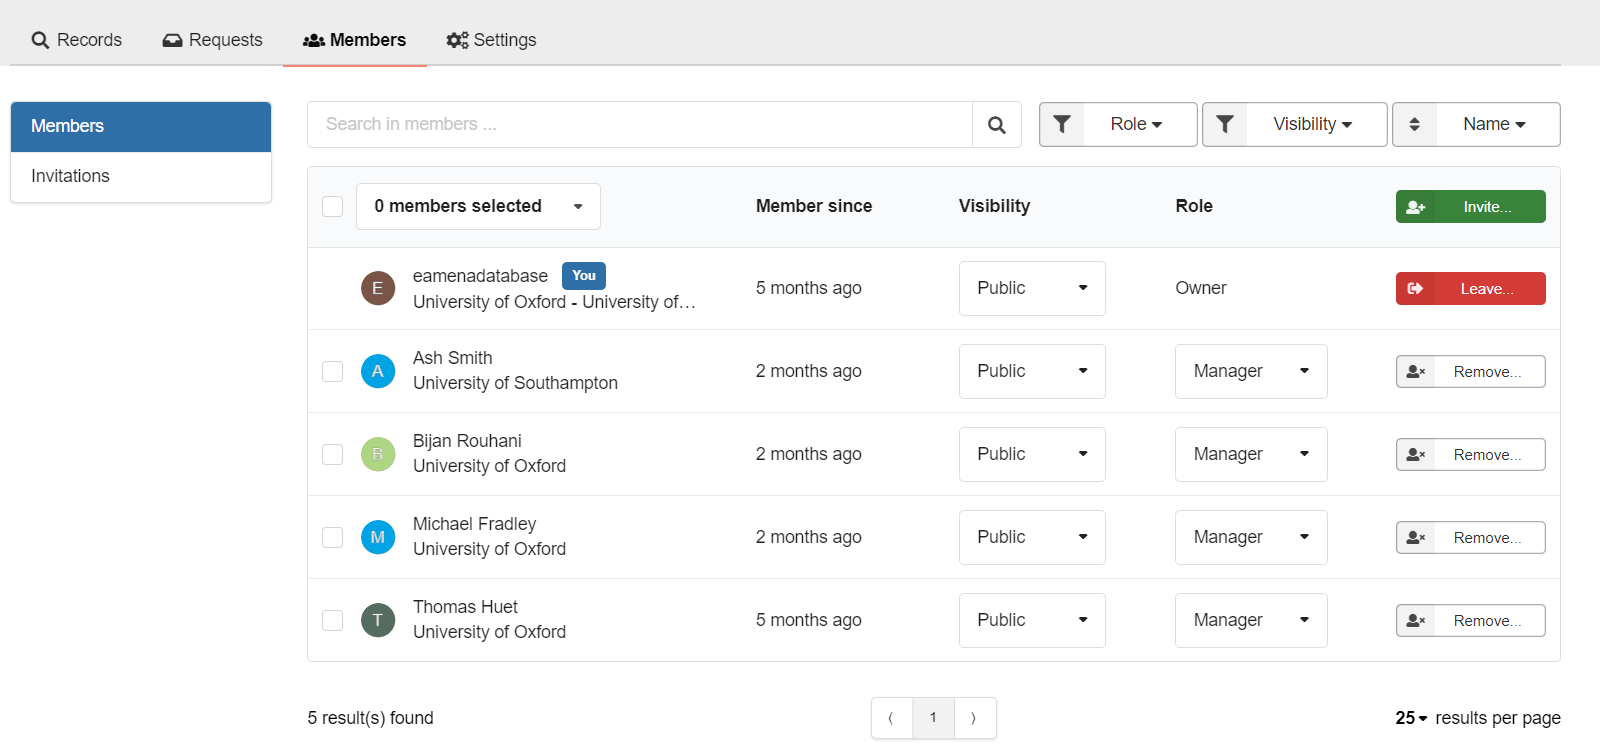 Records Requests Members Settings
Members
Invitations
Search in members ...
Role Visibility Name
0 members selected Member since Visibility Role Invite...
E eamenadatabase You 5 months ago Public Owner Leave...
University of Oxford - University of...
A Ash Smith 2 months ago Public Manager Remove...
University of Southampton
B Bijan Rouhani 2 months ago Public Manager Remove...
University of Oxford
M Michael Fradley 2 months ago Public Manager Remove...
University of Oxford
T Thomas Huet 5 months ago Public Manager Remove...
University of Oxford
5 result(s) found 1 25 results per page